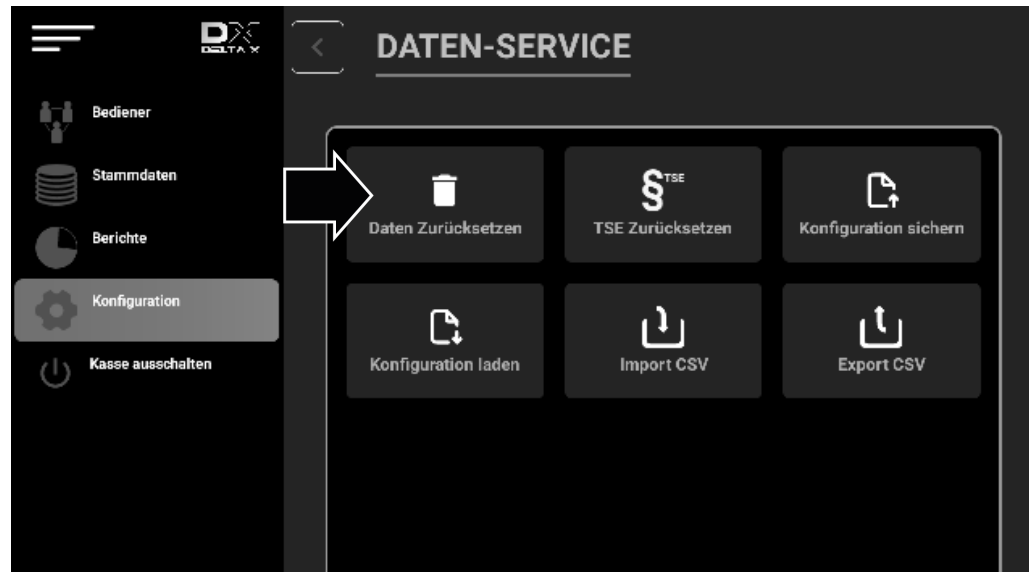 DX
DELTA X
DATEN-SERVICE
Bediener
Stammdaten
Berichte
Konfiguration
Kasse ausschalten
Daten Zurücksetzen
§TSE
TSE Zurücksetzen
Konfiguration sichern
Konfiguration laden
Import CSV
Export CSV